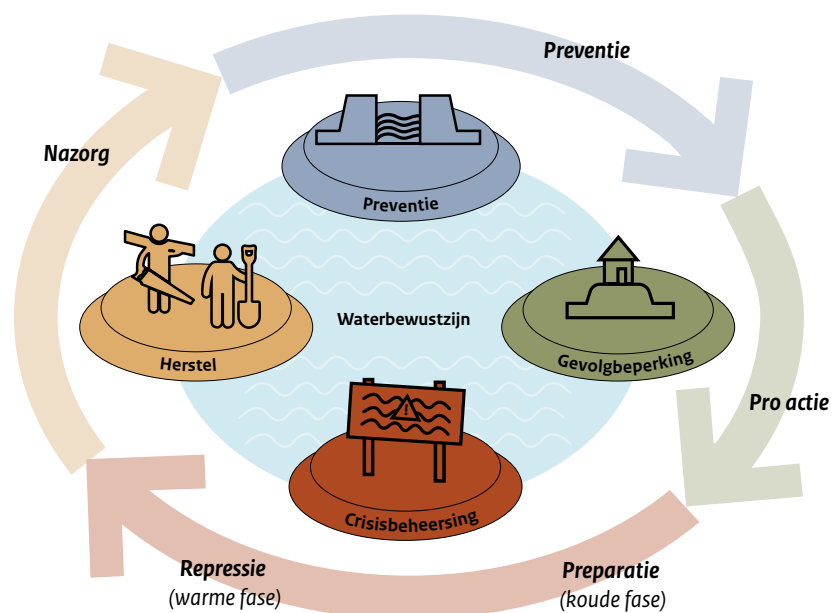 Preventie
Nazorg
Preventie
Waterbewustzijn
Herstel
Gevolgbeperking
Pro actie
!
Crisisbeheersing
Repressie
(warme fase)
Preparatie
(koude fase)